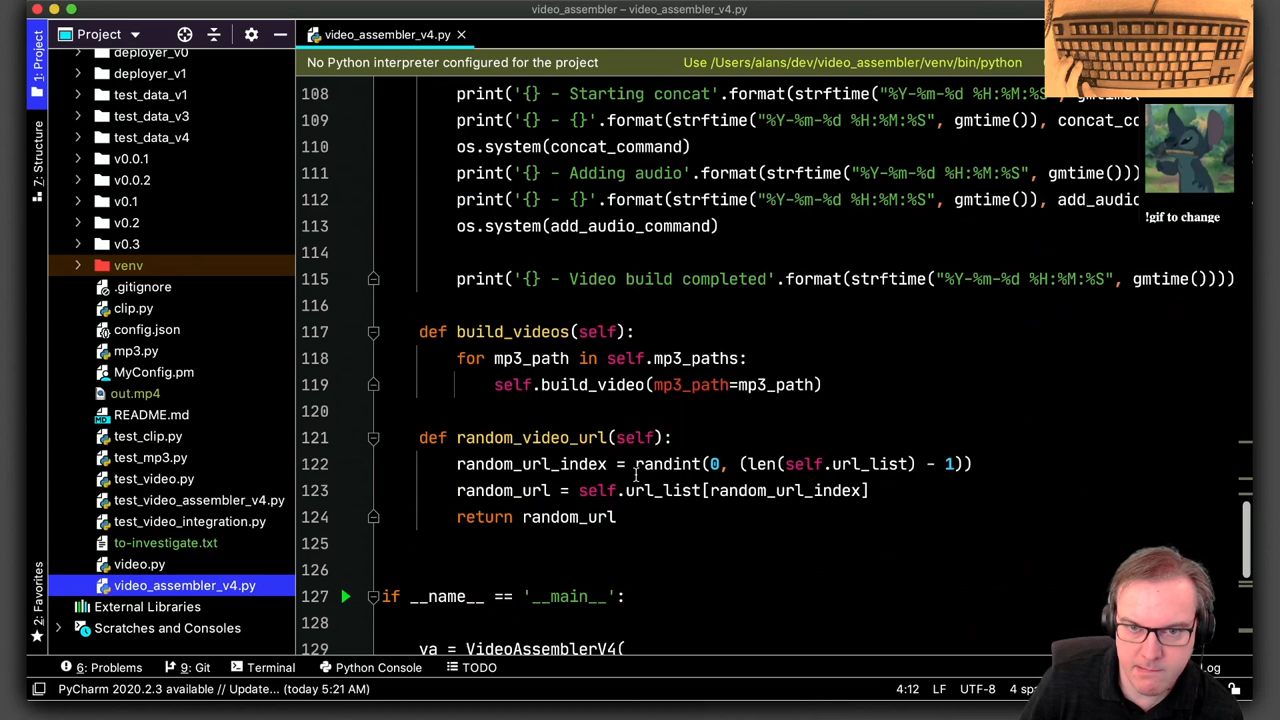 video_assembler – video_assembler_v4.py
Project
video_assembler_v4.py
No Python interpreter configured for the project
Use /Users/alans/dev/video_assembler/venv/bin/python
1: Project
7: Structure
2: Favorites
deployer_v0
deployer_v1
test_data_v1
test_data_v3
test_data_v4
v0.0.1
v0.0.2
v0.1
v0.2
v0.3
venv
.gitignore
clip.py
config.json
mp3.py
MyConfig.pm
out.mp4
README.md
test_clip.py
test_mp3.py
test_video.py
test_video_assembler_v4.py
test_video_integration.py
to-investigate.txt
video.py
video_assembler_v4.py
External Libraries
Scratches and Consoles
108 print('{} - Starting concat'.format(strftime("%Y-%m-%d %H:%M:%S
109 print('{} - {}'.format(strftime("%Y-%m-%d %H:%M:%S", gmtime()), concat_co
110 os.system(concat_command)
111 print('{} - Adding audio'.format(strftime("%Y-%m-%d %H:%M:%S", gmtime()))
112 print('{} - {}'.format(strftime("%Y-%m-%d %H:%M:%S", gmtime()), add_audio
113 os.system(add_audio_command)
114
115 print('{} - Video build completed'.format(strftime("%Y-%m-%d %H:%M:%S", gmtime())))
116
117 def build_videos(self):
118 for mp3_path in self.mp3_paths:
119 self.build_video(mp3_path=mp3_path)
120
121 def random_video_url(self):
122 random_url_index = randint(0, (len(self.url_list) - 1))
123 random_url = self.url_list[random_url_index]
124 return random_url
125
126
127 if __name__ == '__main__':
128
129 va = VideoAssemblerV4(
!gif to change
6: Problems
9: Git
Terminal
Python Console
TODO
PyCharm 2020.2.3 available // Update... (today 5:21 AM)
4:12
LF
UTF-8